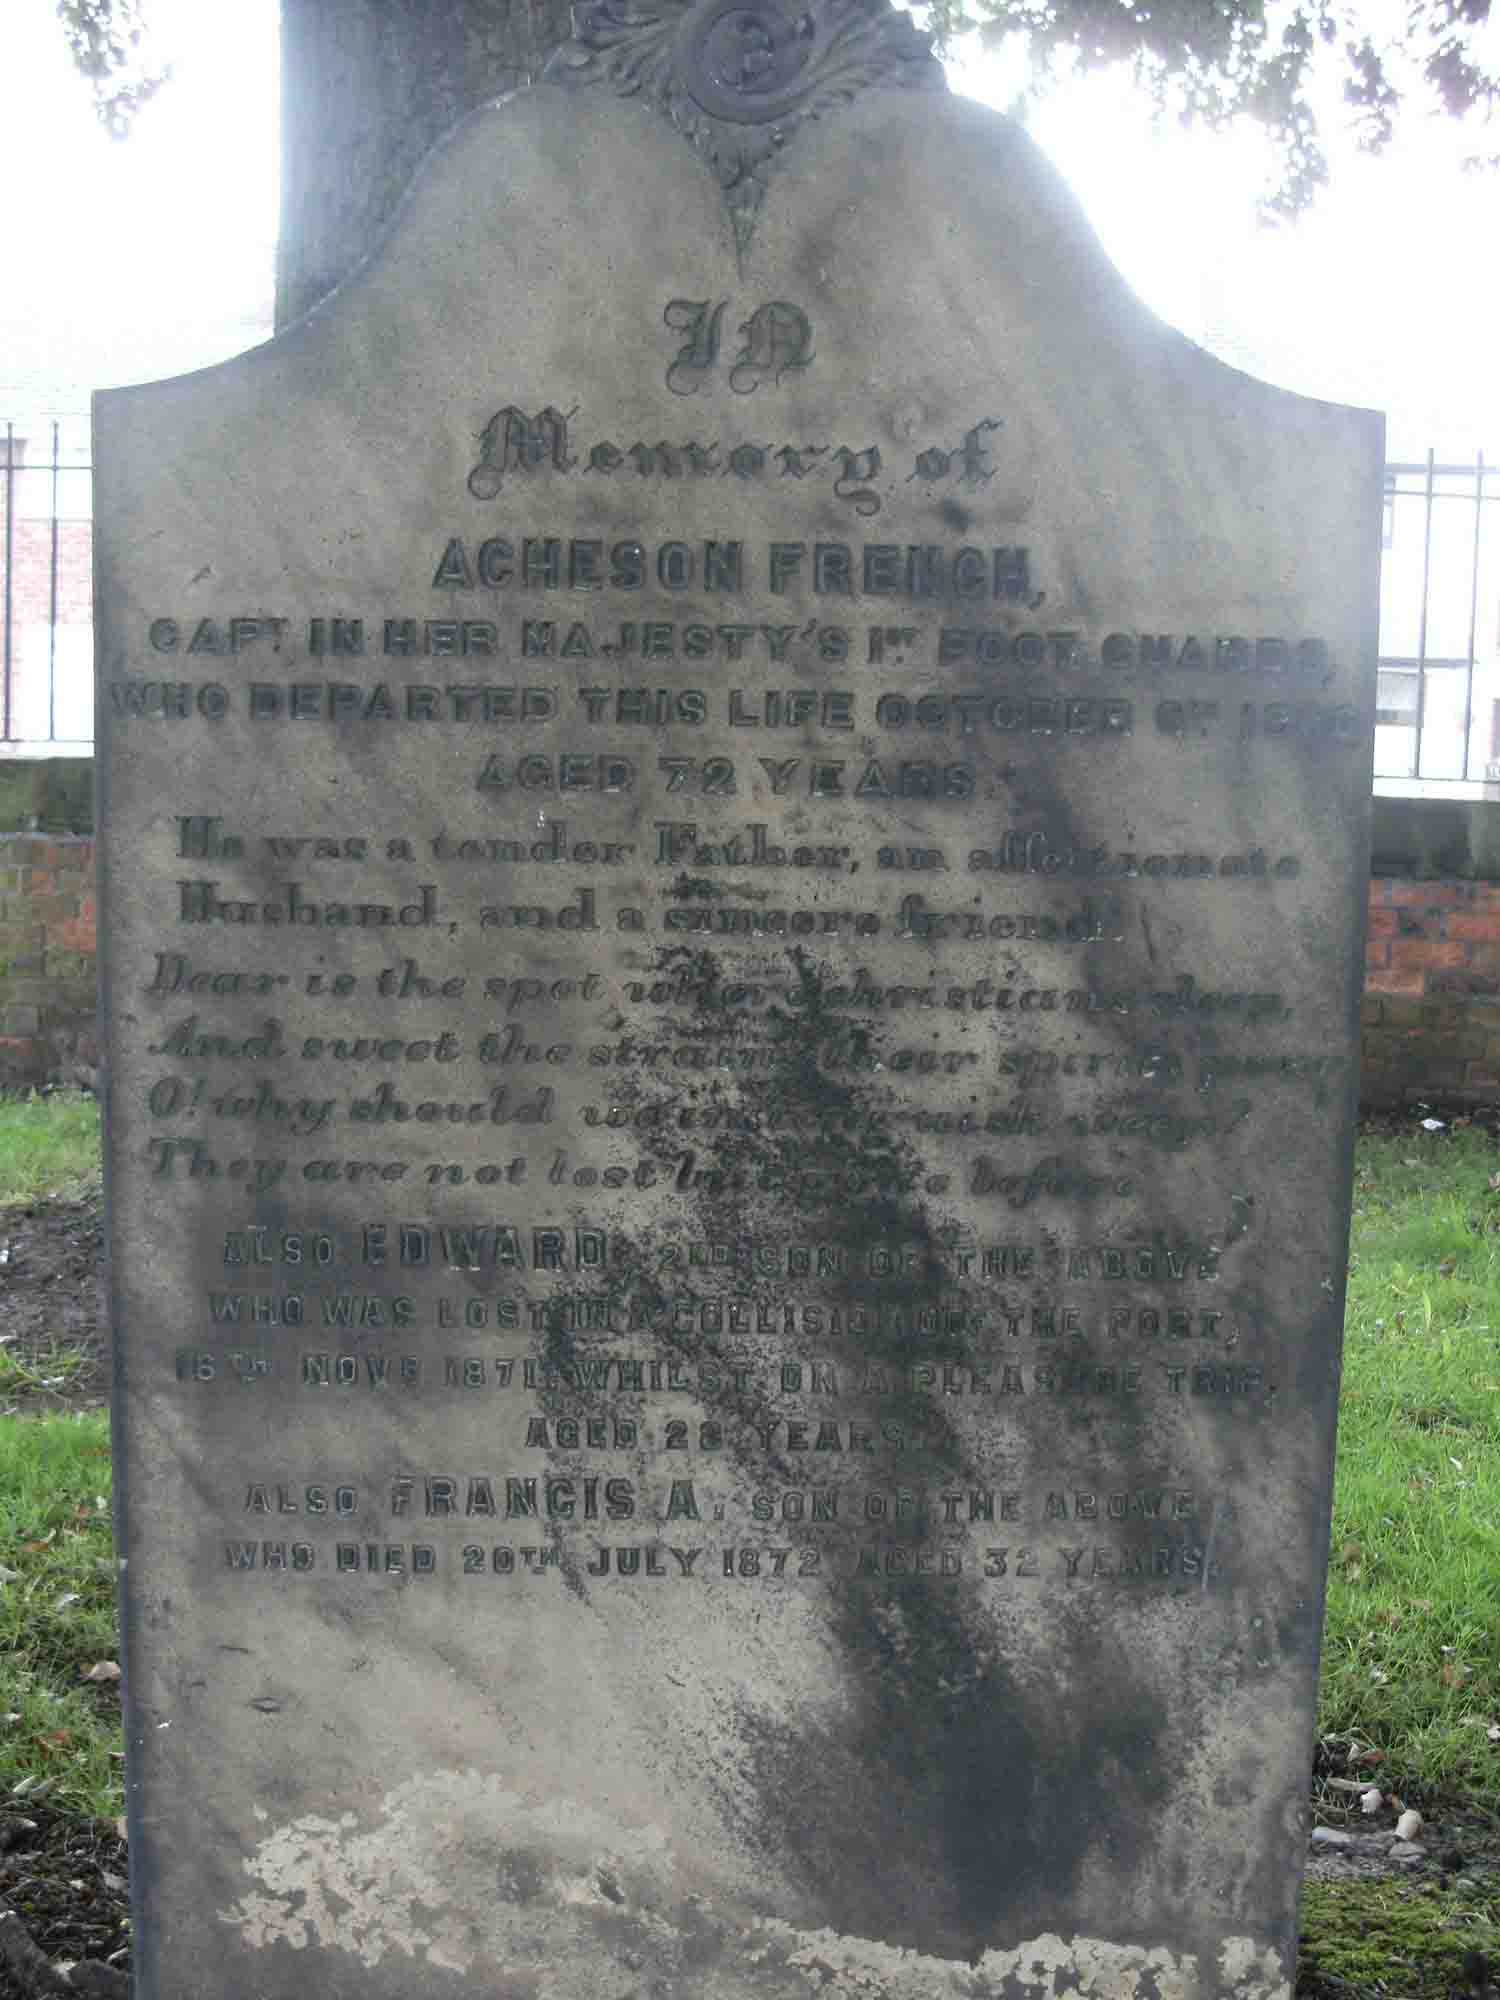 In
Memory of
ACHESON FRENCH,
CAPT. IN HER MAJESTY'S 1ST FOOT GUARDS,
WHO DEPARTED THIS LIFE OCTOBER 6TH
AGED 72 YEARS.
He was a tender Father, an affectionate
Husband, and a sincere friend!
Dear is the spot where christians sleep,
And sweet the strain their spirits pour
O! why should we in anguish weep?
They are not lost but gone before
ALSO EDWARD, 2ND SON OF THE ABOVE
WHO WAS LOST IN A COLLISION OFF THE PORT,
16TH NOVR 1871, WHILST ON A PLEASURE TRIP,
AGED 28 YEARS.
ALSO FRANCIS A. SON OF THE ABOVE
WHO DIED 20TH JULY 1872 AGED 32 YEARS.